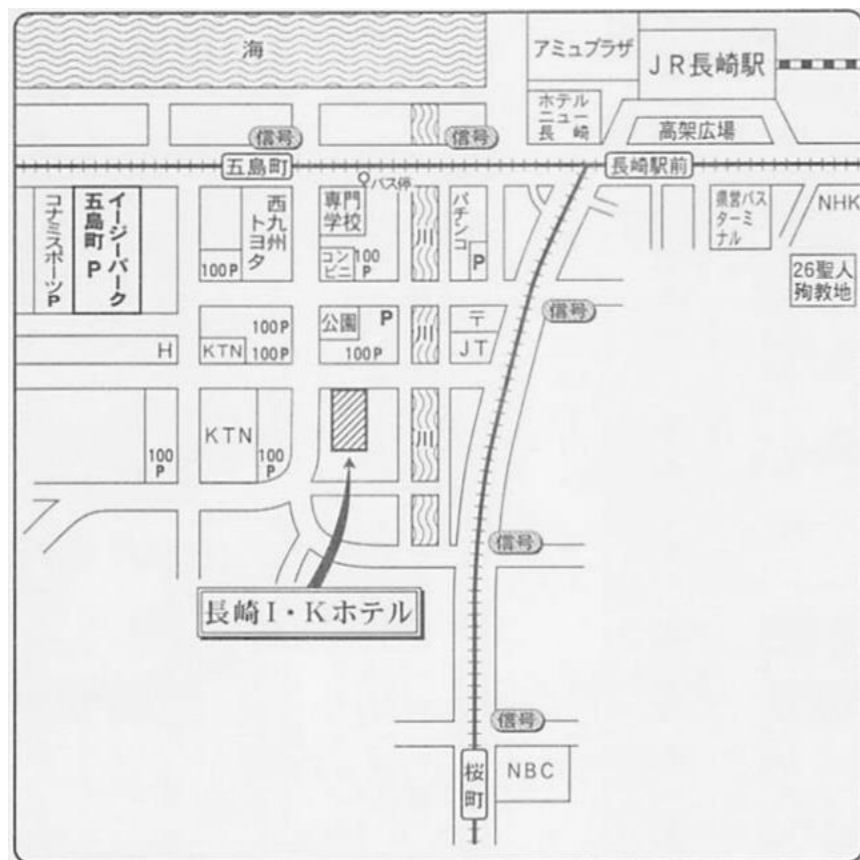 海
アミュプラザ
JR長崎駅
ホテル
ニュー
長崎
高架広場
信号
信号
五島町
長崎駅前
バス停
コナミスポーツP
イージーパーク
五島町 P
西九州
トヨタ
100P
専門
学校
コン
ビニ
100
P
川
パチンコ
P
県営バス
ターミ
ナル
NHK
26聖人
殉教地
信号
100P
KTN
100P
公園
P
100P
川
〒
JT
H
100
P
KTN
100
P
川
信号
長崎I・Kホテル
信号
桜町
NBC